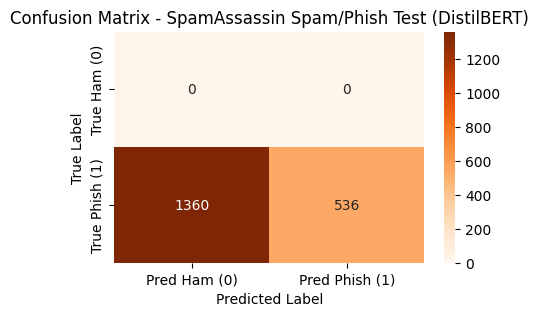 Confusion Matrix - SpamAssassin Spam/Phish Test (DistilBERT)
True Label
True Ham (0)
0 0
True Phish (1)
1360 536
Pred Ham (0) Pred Phish (1)
Predicted Label
1200
1000
800
600
400
200
0